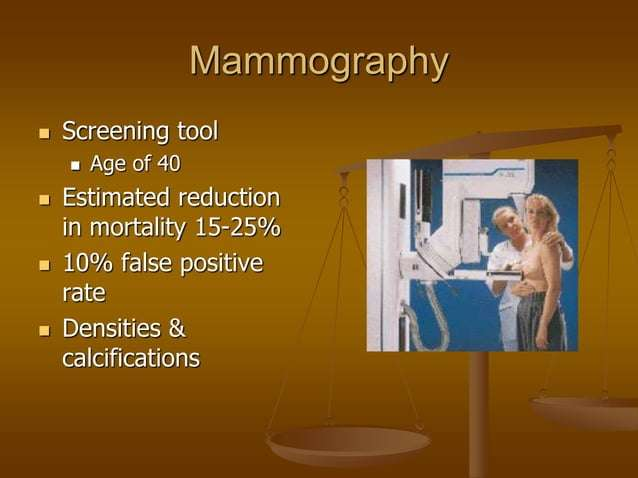 Mammography
Screening tool
Age of 40
Estimated reduction
in mortality 15-25%
10% false positive
rate
Densities &
calcifications